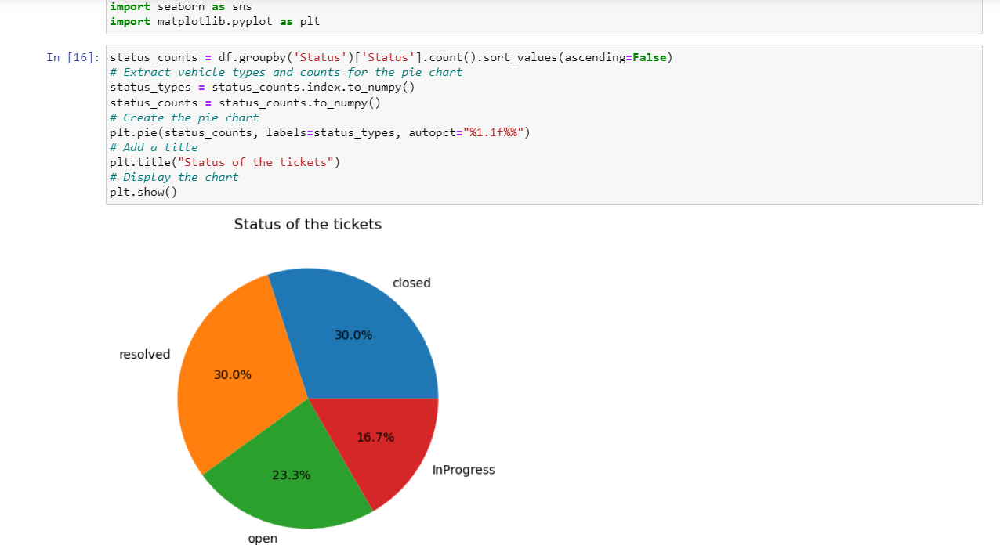 import seaborn as sns
import matplotlib.pyplot as plt
In [16]: status_counts = df.groupby('Status')['Status'].count().sort_values(ascending=False)
# Extract vehicle types and counts for the pie chart
status_types = status_counts.index.to_numpy()
status_counts = status_counts.to_numpy()
# Create the pie chart
plt.pie(status_counts, labels=status_types, autopct="%1.1f%%")
# Add a title
plt.title("Status of the tickets")
# Display the chart
plt.show()
Status of the tickets
closed
30.0%
resolved
30.0%
16.7%
InProgress
23.3%
open